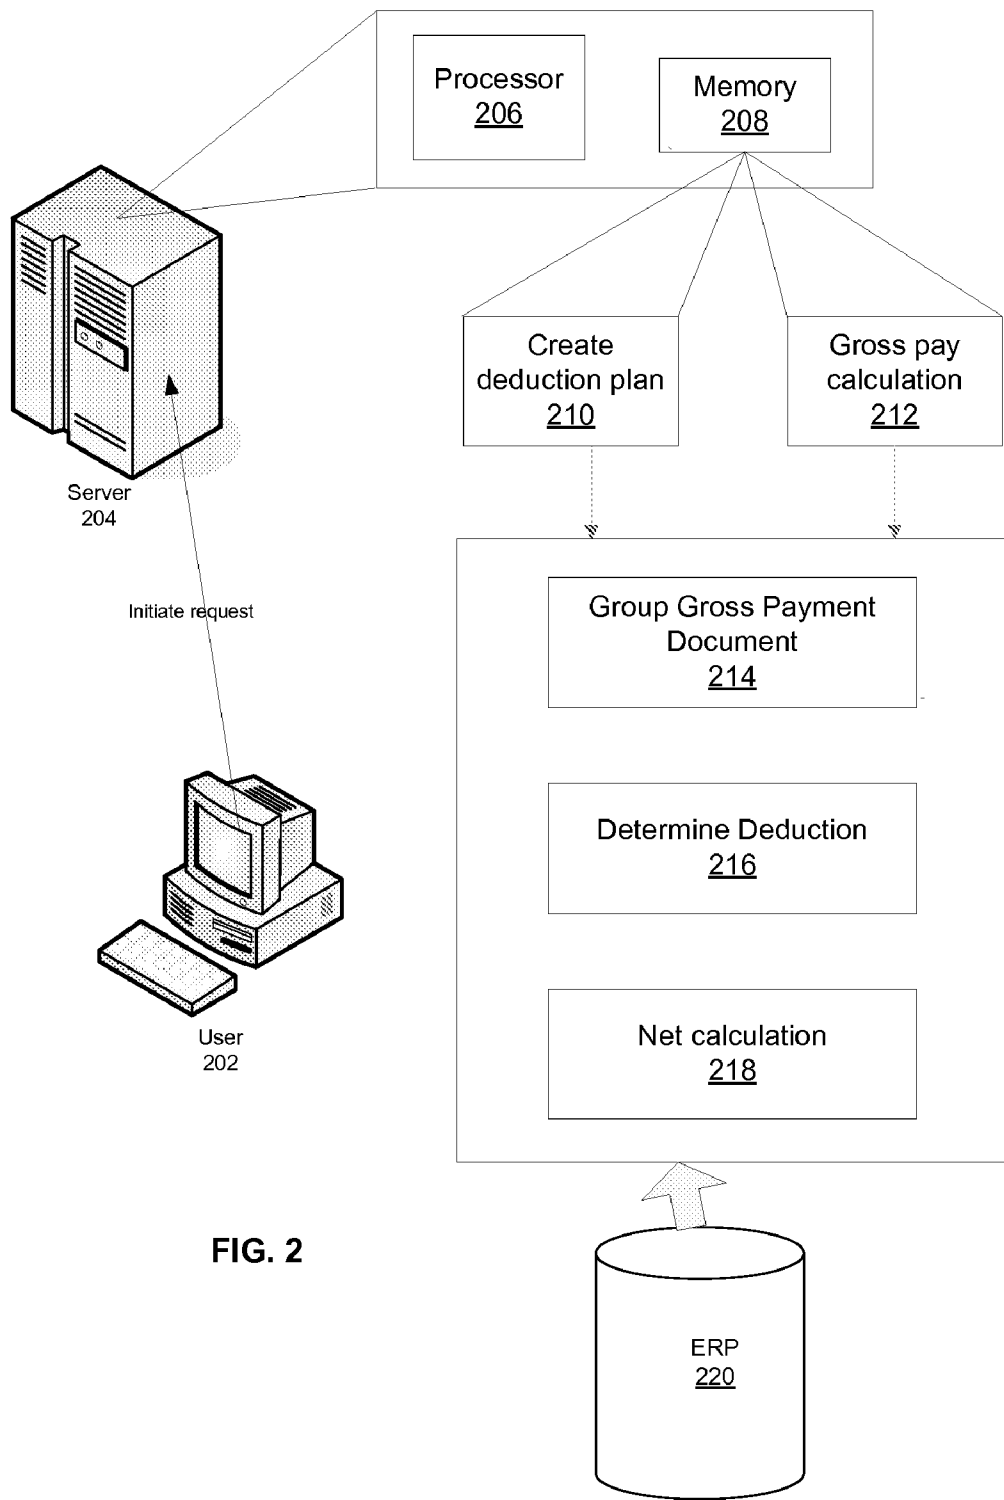 Processor
206
Memory
208
Create
deduction plan
210
Gross pay
calculation
212
Server
204
Initiate request
Group Gross Payment
Document
214
Determine Deduction
216
Net calculation
218
User
202
FIG. 2
ERP
220